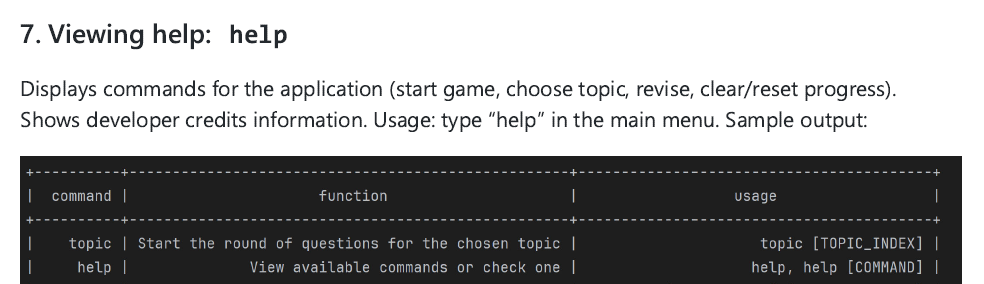 7. Viewing help: help
Displays commands for the application (start game, choose topic, revise, clear/reset progress).
Shows developer credits information. Usage: type “help” in the main menu. Sample output:
+----------+----------------------------------------------------+-----------------------------------------+
| command | function | usage |
+----------+----------------------------------------------------+-----------------------------------------+
| topic | Start the round of questions for the chosen topic | topic [TOPIC_INDEX] |
| help | View available commands or check one | help, help [COMMAND] |